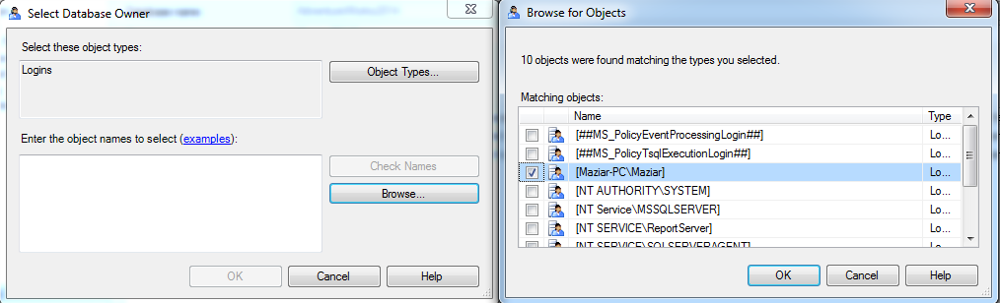 Select Database Owner
Select these object types:
Logins
Object Types...
Enter the object names to select (examples):
Check Names
Browse...
OK
Cancel
Help
Browse for Objects
10 objects were found matching the types you selected.
Matching objects:
Name Type
[##MS_PolicyEventProcessingLogin##] Lo...
[##MS_PolicyTsqlExecutionLogin##] Lo...
[Maziar-PC\Maziar] Lo...
[NT AUTHORITY\SYSTEM] Lo...
[NT Service\MSSQLSERVER] Lo...
[NT SERVICE\ReportServer] Lo...
[NT SERVICE\SQLSERVERAGENT] Lo...
OK
Cancel
Help